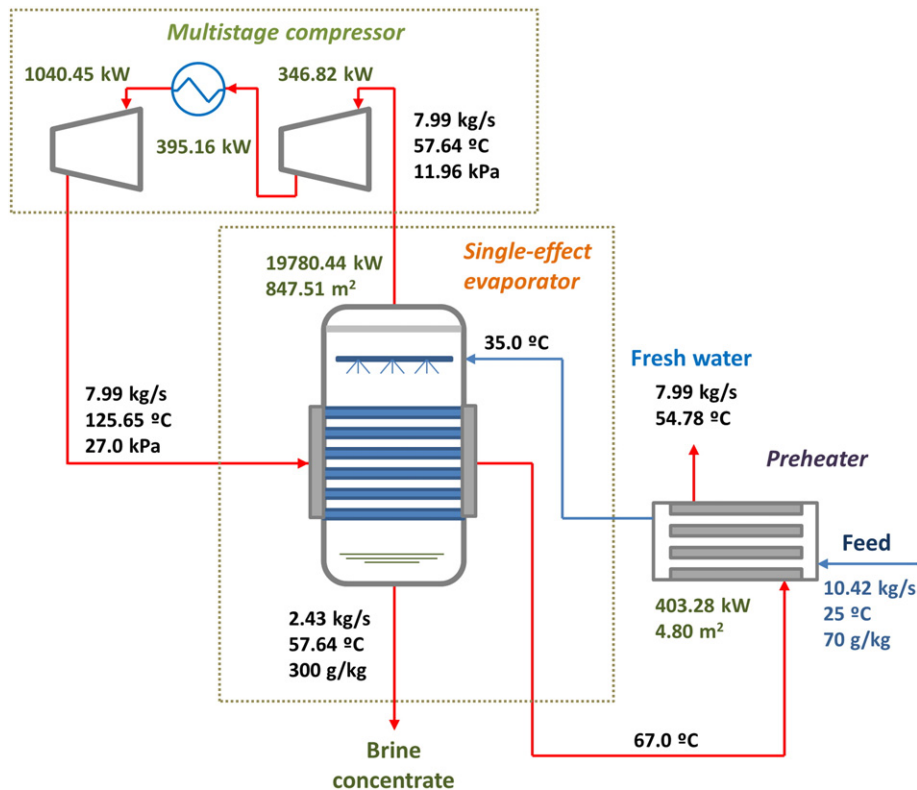 Multistage compressor
1040.45 kW
346.82 kW
395.16 kW
7.99 kg/s
57.64 ºC
11.96 kPa
19780.44 kW
847.51 m²
Single-effect
evaporator
35.0 ºC
Fresh water
7.99 kg/s
54.78 ºC
7.99 kg/s
125.65 ºC
27.0 kPa
Preheater
Feed
10.42 kg/s
25 ºC
70 g/kg
403.28 kW
4.80 m²
2.43 kg/s
57.64 ºC
300 g/kg
67.0 ºC
Brine
concentrate